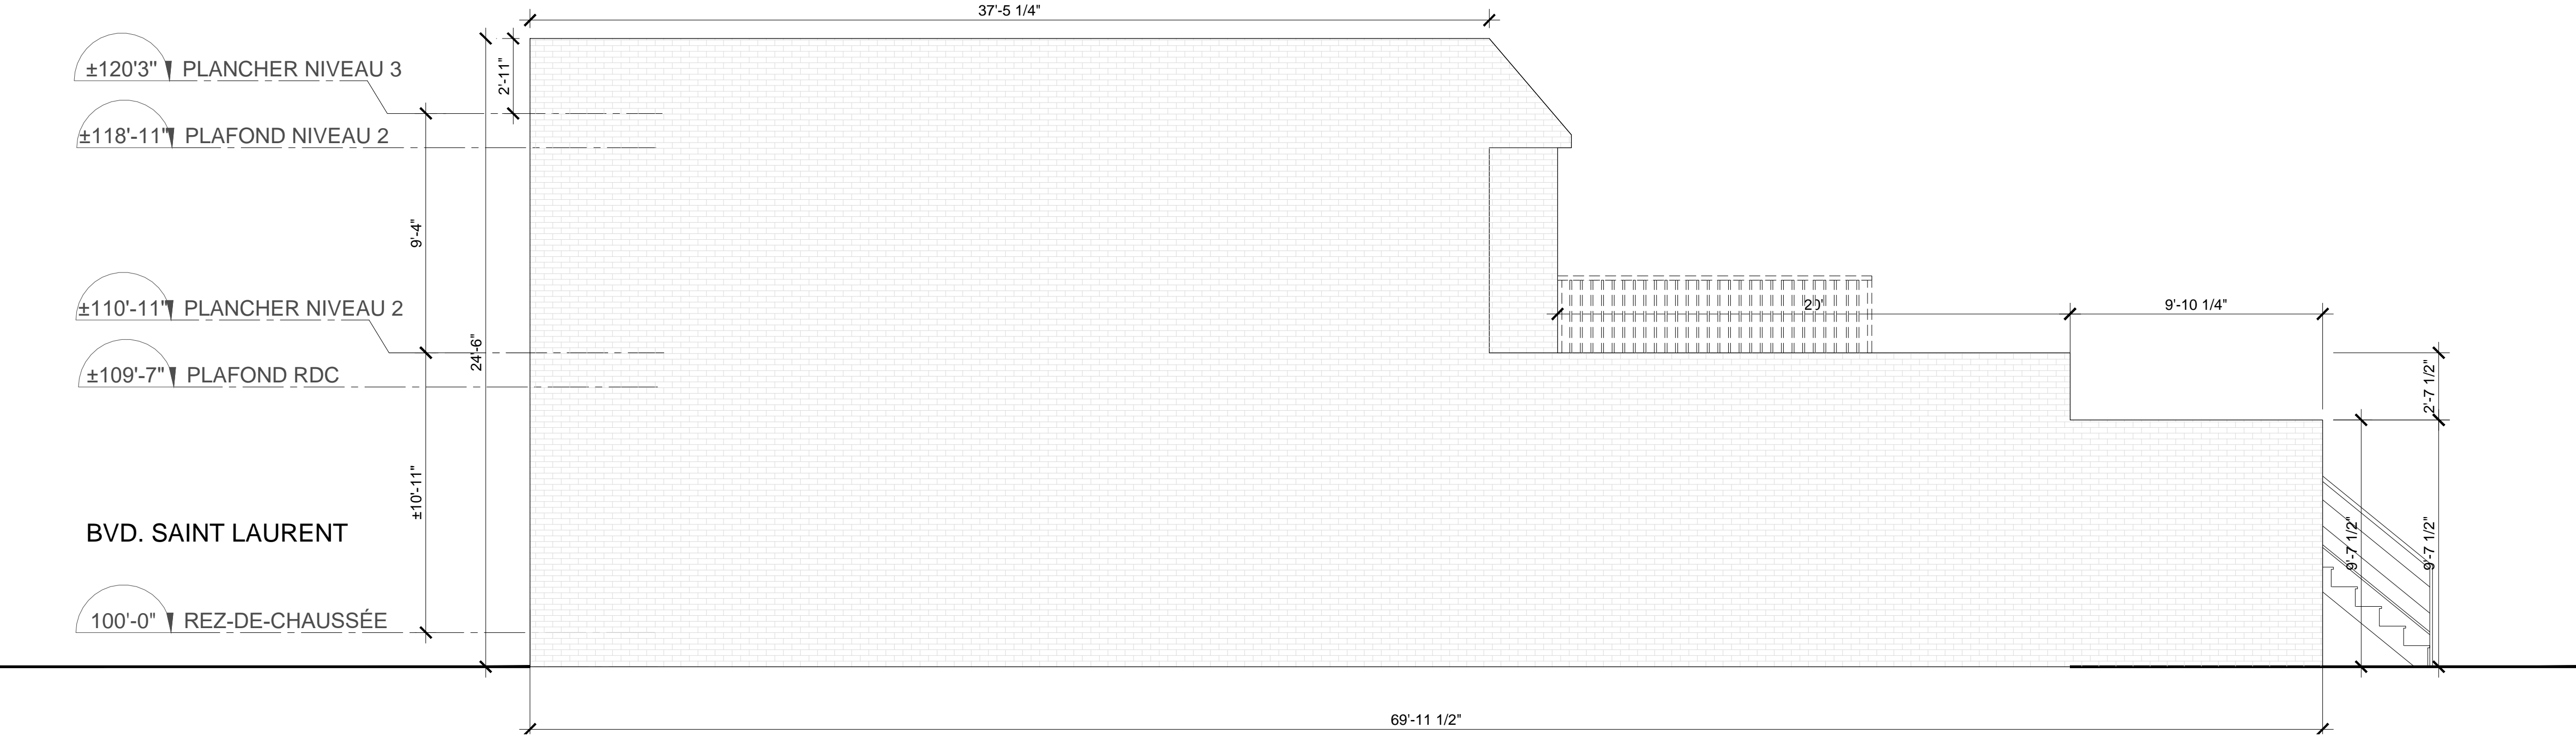 37'-5 1/4"
±120'3" PLANCHER NIVEAU 3
2'-11"
±118'-11" PLAFOND NIVEAU 2
9'-4"
±110'-11" PLANCHER NIVEAU 2
20'
9'-10 1/4"
24'-6"
±109'-7" PLAFOND RDC
2'-7 1/2"
±10'-11"
BVD. SAINT LAURENT
9'-7 1/2"
9'-7 1/2"
100'-0" REZ-DE-CHAUSSÉE
69'-11 1/2"